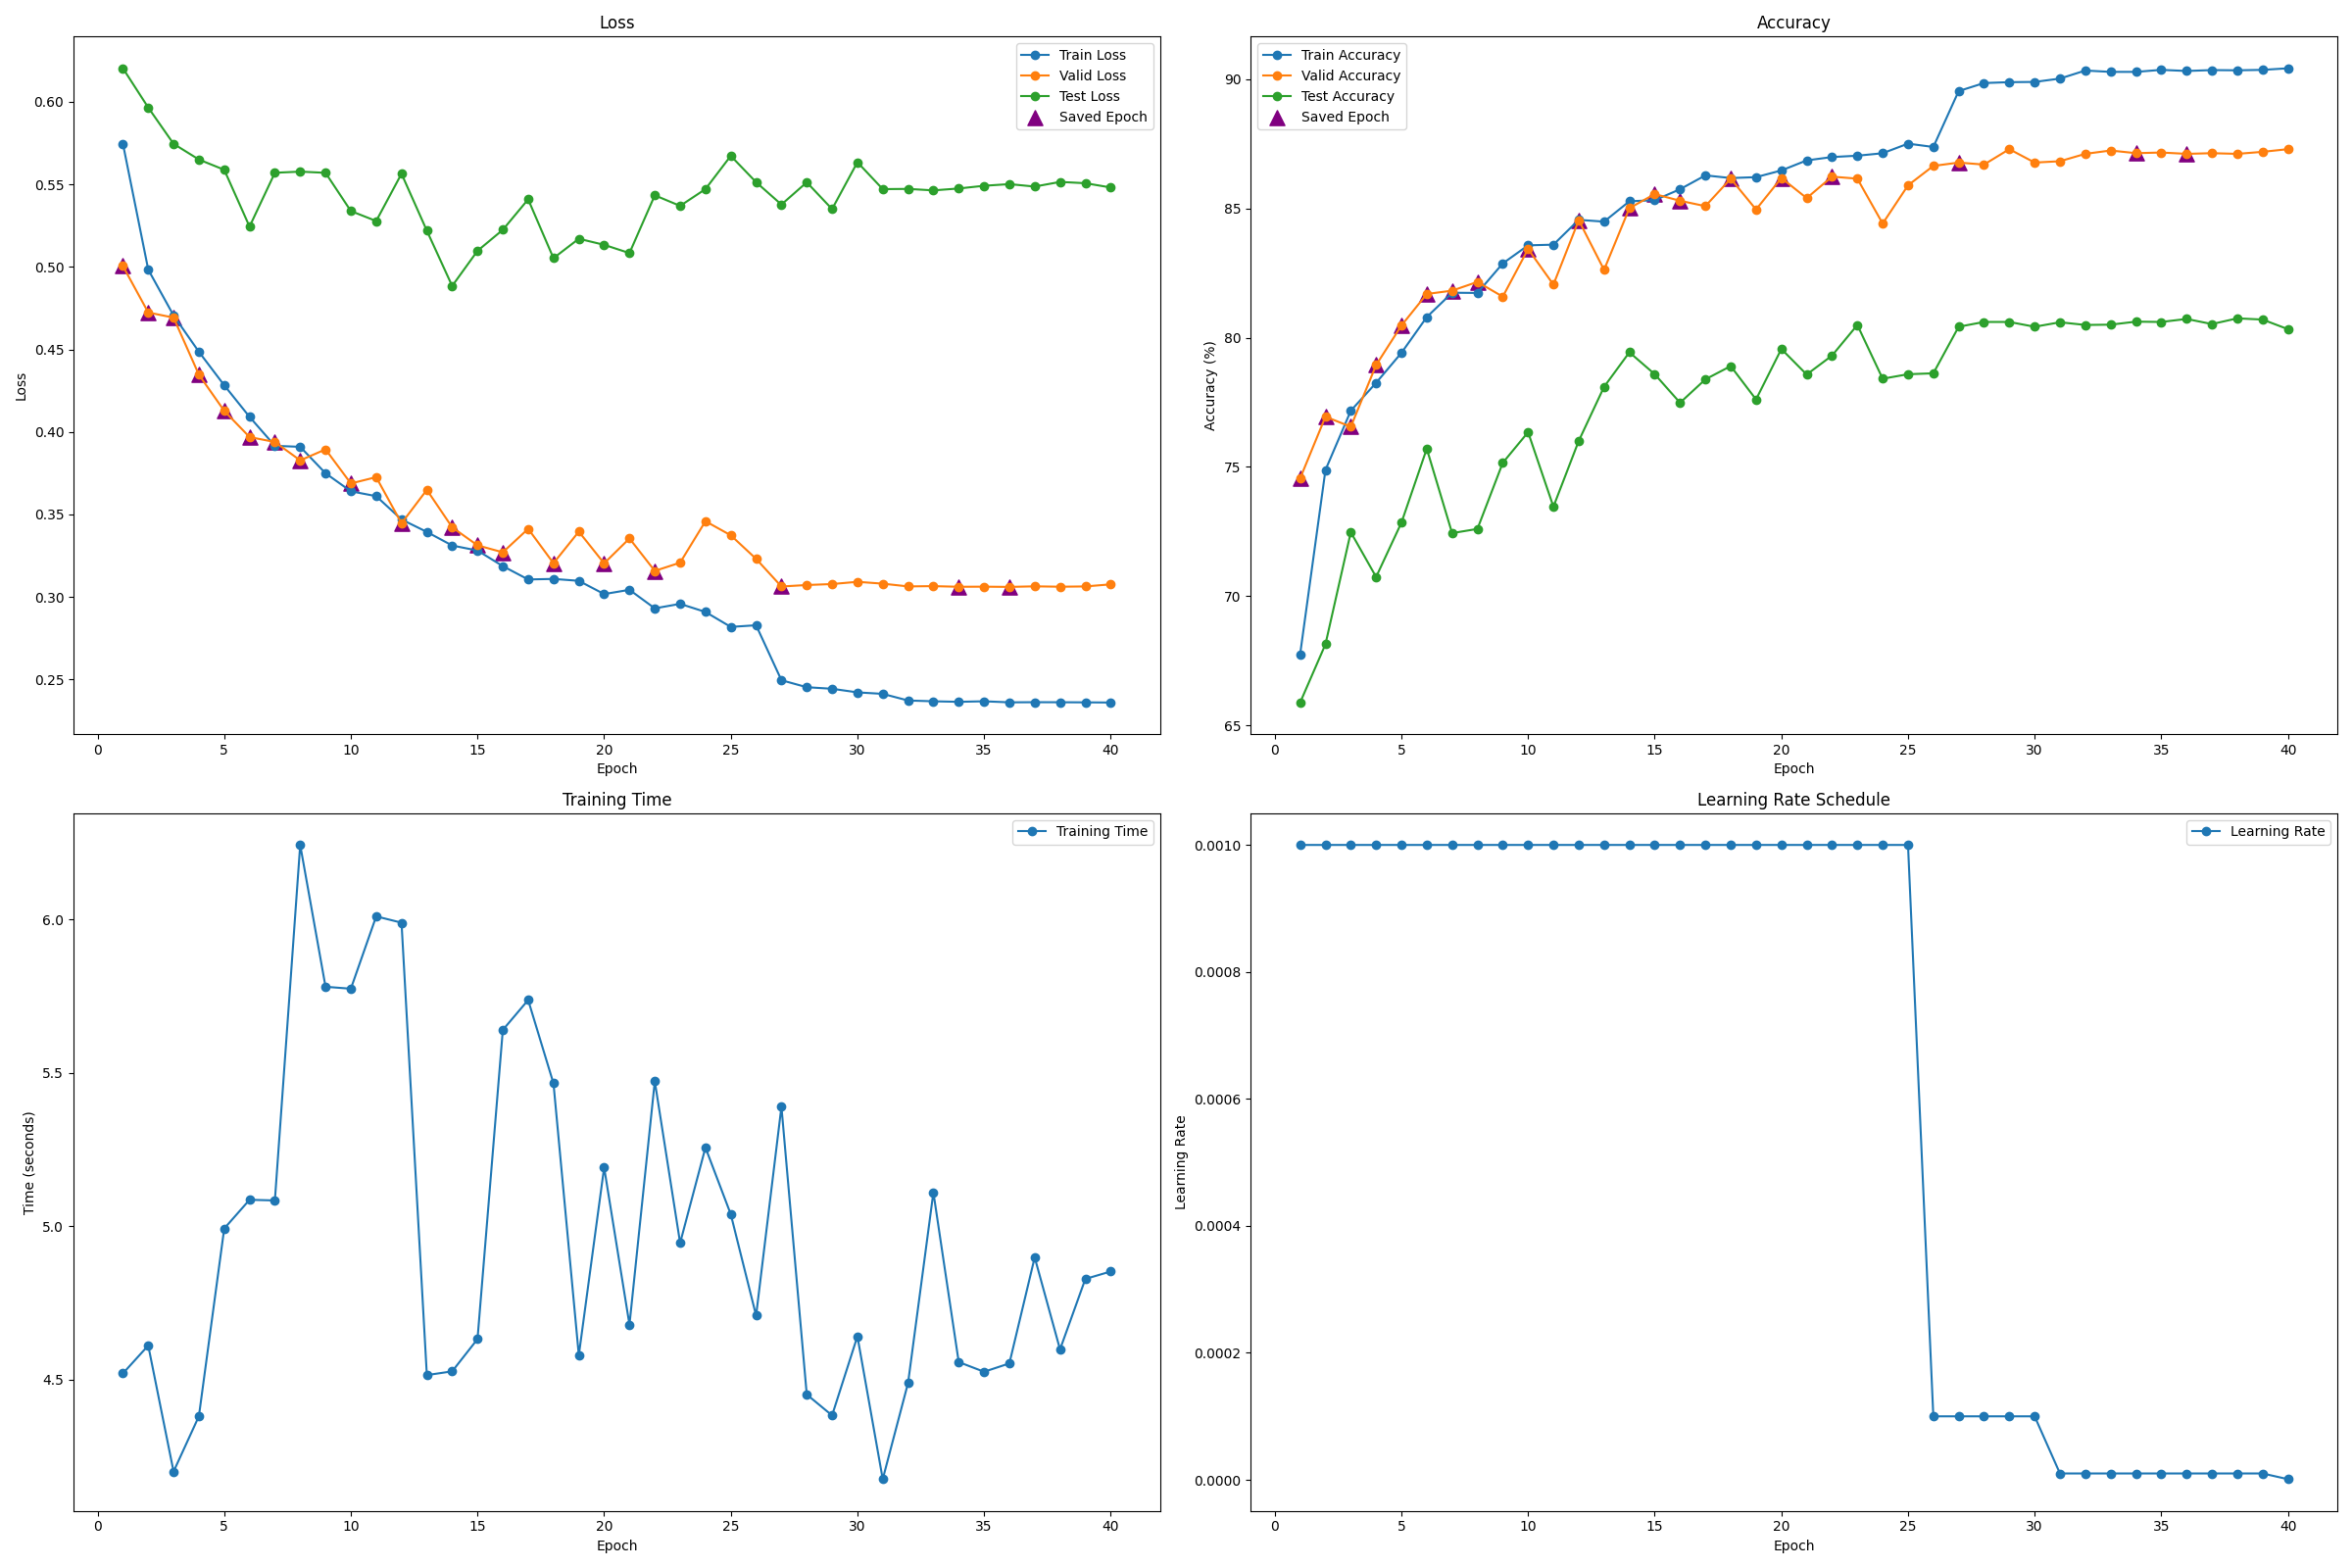 Loss
Train Loss
Valid Loss
Test Loss
Saved Epoch
0.60
0.55
0.50
0.45
0.40
0.35
0.30
0.25
Loss
0 5 10 15 20 25 30 35 40
Epoch
Accuracy
Train Accuracy
Valid Accuracy
Test Accuracy
Saved Epoch
90
85
80
75
70
65
Accuracy (%)
0 5 10 15 20 25 30 35 40
Epoch
Training Time
Training Time
6.0
5.5
5.0
4.5
Time (seconds)
0 5 10 15 20 25 30 35 40
Epoch
Learning Rate Schedule
Learning Rate
0.0010
0.0008
0.0006
0.0004
0.0002
0.0000
Learning Rate
0 5 10 15 20 25 30 35 40
Epoch